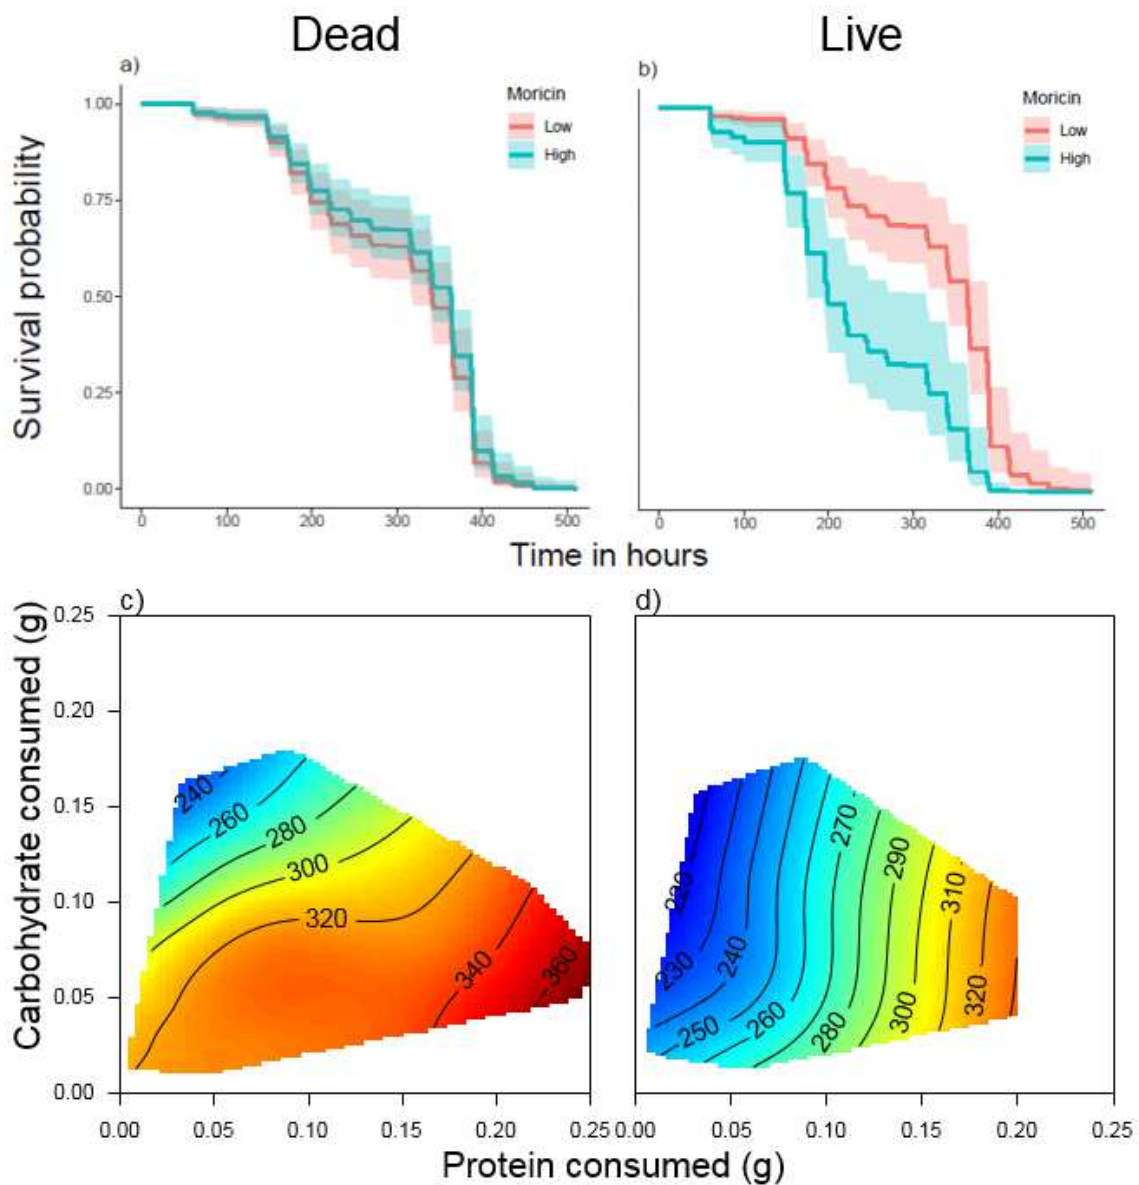 Dead Live
a) b)
Moricin
Low
High
Moricin
Low
High
Survival probability
1.00
0.75
0.50
0.25
0.00
0 100 200 300 400 500
0 100 200 300 400 500
Time in hours
c) d)
Carbohydrate consumed (g)
0.25
0.20
0.15
0.10
0.05
0.00
240
260
280
300
320
340
360
220
230
240
250
260
270
280
290
300
310
320
0.00 0.05 0.10 0.15 0.20 0.25
0.00 0.05 0.10 0.15 0.20 0.25
Protein consumed (g)